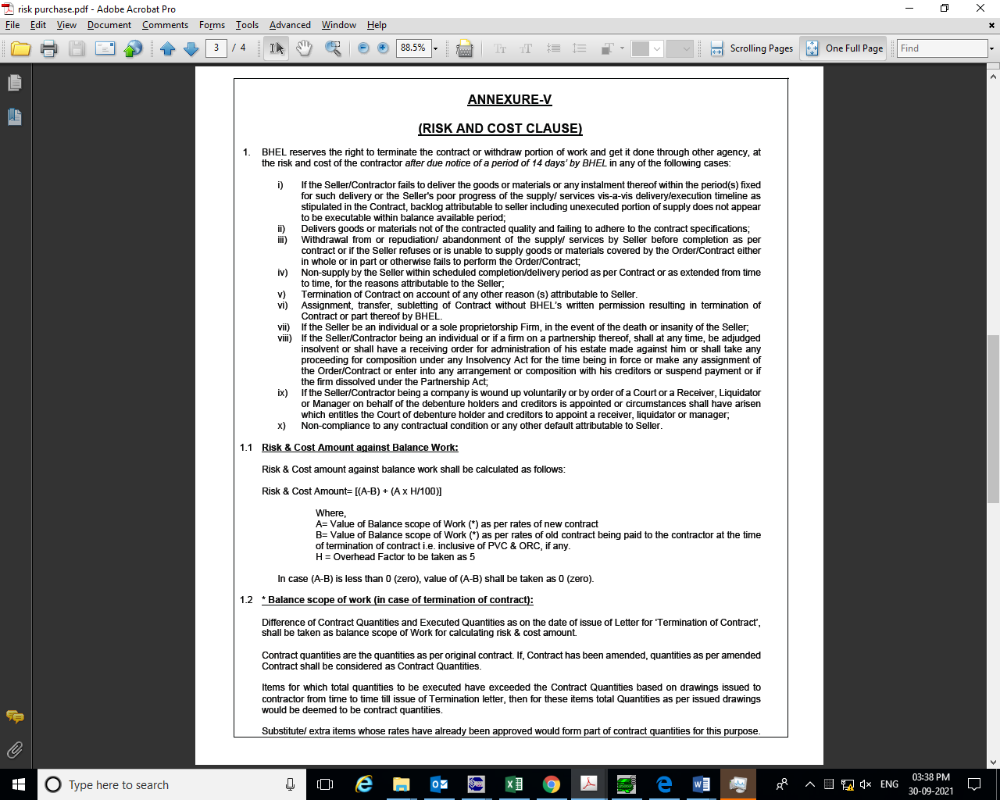 risk purchase.pdf - Adobe Acrobat Pro
File Edit View Document Comments Forms Tools Advanced Window Help
3 / 4 88.5% Scrolling Pages One Full Page Find
ANNEXURE-V
(RISK AND COST CLAUSE)
1. BHEL reserves the right to terminate the contract or withdraw portion of work and get it done through other agency, at
the risk and cost of the contractor after due notice of a period of 14 days' by BHEL in any of the following cases:
i) If the Seller/Contractor fails to deliver the goods or materials or any instalment thereof within the period(s) fixed
for such delivery or the Seller's poor progress of the supply/ services vis-a-vis delivery/execution timeline as
stipulated in the Contract, backlog attributable to seller including unexecuted portion of supply does not appear
to be executable within balance available period;
ii) Delivers goods or materials not of the contracted quality and failing to adhere to the contract specifications;
iii) Withdrawal from or repudiation/ abandonment of the supply/ services by Seller before completion as per
contract or if the Seller refuses or is unable to supply goods or materials covered by the Order/Contract either
in whole or in part or otherwise fails to perform the Order/Contract;
iv) Non-supply by the Seller within scheduled completion/delivery period as per Contract or as extended from time
to time, for the reasons attributable to the Seller;
v) Termination of Contract on account of any other reason (s) attributable to Seller.
vi) Assignment, transfer, subletting of Contract without BHEL's written permission resulting in termination of
Contract or part thereof by BHEL.
vii) If the Seller be an individual or a sole proprietorship Firm, in the event of the death or insanity of the Seller;
viii) If the Seller/Contractor being an individual or if a firm on a partnership thereof, shall at any time, be adjudged
insolvent or shall have a receiving order for administration of his estate made against him or shall take any
proceeding for composition under any Insolvency Act for the time being in force or make any assignment of
the Order/Contract or enter into any arrangement or composition with his creditors or suspend payment or if
the firm dissolved under the Partnership Act;
ix) If the Seller/Contractor being a company is wound up voluntarily or by order of a Court or a Receiver, Liquidator
or Manager on behalf of the debenture holders and creditors is appointed or circumstances shall have arisen
which entitles the Court of debenture holder and creditors to appoint a receiver, liquidator or manager;
x) Non-compliance to any contractual condition or any other default attributable to Seller.
1.1 Risk & Cost Amount against Balance Work:
Risk & Cost amount against balance work shall be calculated as follows:
Risk & Cost Amount= [(A-B) + (A x H/100)]
Where,
A= Value of Balance scope of Work (*) as per rates of new contract
B= Value of Balance scope of Work (*) as per rates of old contract being paid to the contractor at the time
of termination of contract i.e. inclusive of PVC & ORC, if any.
H = Overhead Factor to be taken as 5
In case (A-B) is less than 0 (zero), value of (A-B) shall be taken as 0 (zero).
1.2 * Balance scope of work (in case of termination of contract):
Difference of Contract Quantities and Executed Quantities as on the date of issue of Letter for 'Termination of Contract',
shall be taken as balance scope of Work for calculating risk & cost amount.
Contract quantities are the quantities as per original contract. If, Contract has been amended, quantities as per amended
Contract shall be considered as Contract Quantities.
Items for which total quantities to be executed have exceeded the Contract Quantities based on drawings issued to
contractor from time to time till issue of Termination letter, then for these items total Quantities as per issued drawings
would be deemed to be contract quantities.
Substitute/ extra items whose rates have already been approved would form part of contract quantities for this purpose.
Type here to search
ENG
03:38 PM
30-09-2021